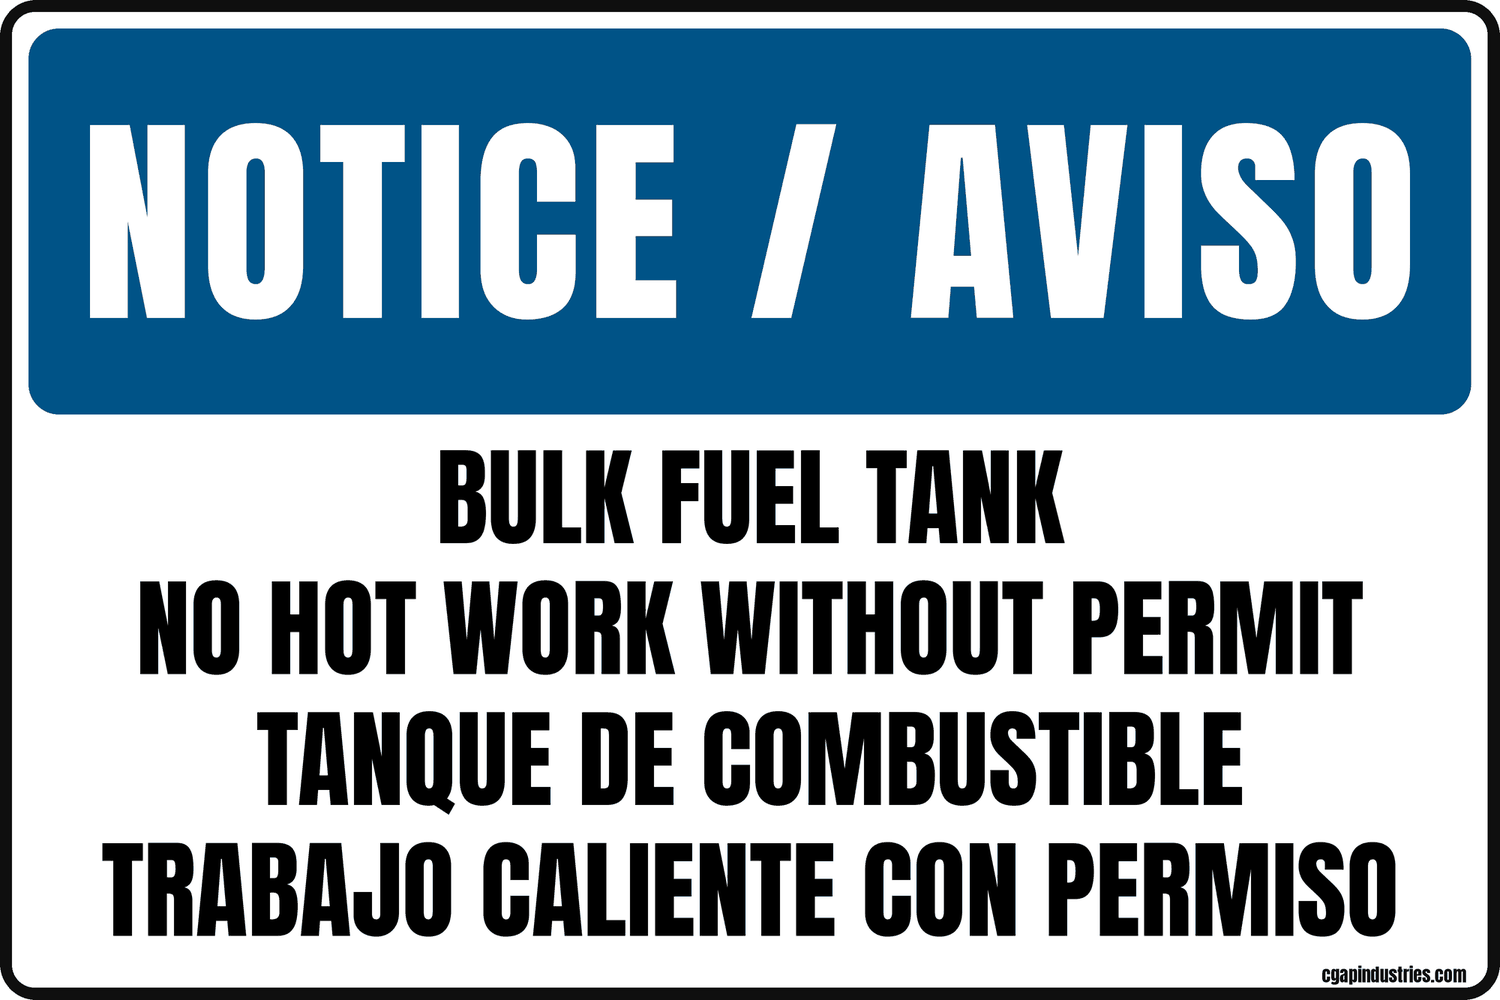 NOTICE / AVISO
BULK FUEL TANK
NO HOT WORK WITHOUT PERMIT
TANQUE DE COMBUSTIBLE
TRABAJO CALIENTE CON PERMISO
cgapindustries.com